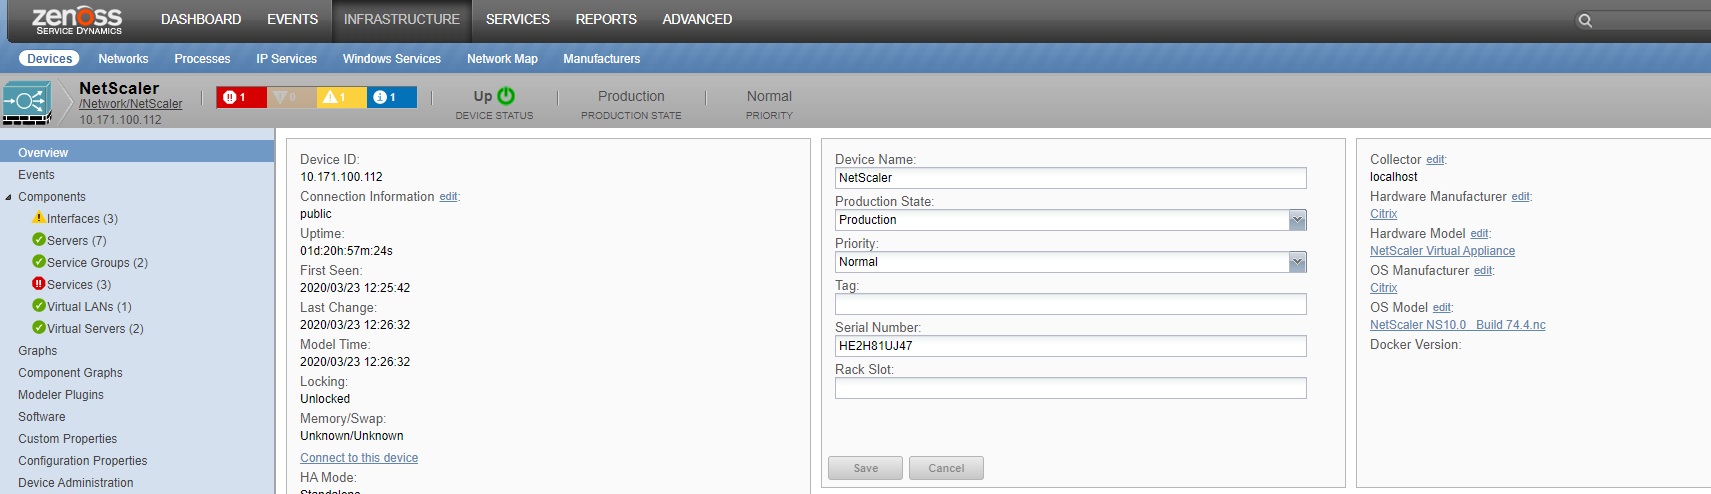 zenoss
SERVICE DYNAMICS
DASHBOARD EVENTS INFRASTRUCTURE SERVICES REPORTS ADVANCED
Devices Networks Processes IP Services Windows Services Network Map Manufacturers
NetScaler
/Network/NetScaler
10.171.100.112
1 0 1 1
Up
DEVICE STATUS
Production
PRODUCTION STATE
Normal
PRIORITY
Overview
Events
Components
Interfaces (3)
Servers (7)
Service Groups (2)
Services (3)
Virtual LANs (1)
Virtual Servers (2)
Graphs
Component Graphs
Modeler Plugins
Software
Custom Properties
Configuration Properties
Device Administration
Device ID:
10.171.100.112
Connection Information edit:
public
Uptime:
01d:20h:57m:24s
First Seen:
2020/03/23 12:25:42
Last Change:
2020/03/23 12:26:32
Model Time:
2020/03/23 12:26:32
Locking:
Unlocked
Memory/Swap:
Unknown/Unknown
Connect to this device
HA Mode:
Standalone
Device Name:
NetScaler
Production State:
Production
Priority:
Normal
Tag:
Serial Number:
HE2H81UJ47
Rack Slot:
Save Cancel
Collector edit:
localhost
Hardware Manufacturer edit:
Citrix
Hardware Model edit:
NetScaler Virtual Appliance
OS Manufacturer edit:
Citrix
OS Model edit:
NetScaler NS10.0_ Build 74.4.nc
Docker Version: